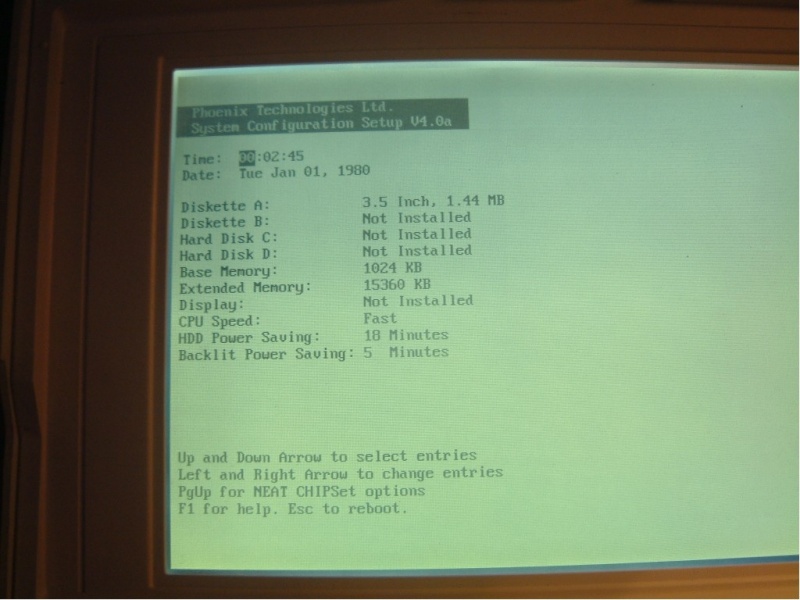 Phoenix Technologies Ltd.
System Configuration Setup V4.0a
Time: 00:02:45
Date: Tue Jan 01, 1980
Diskette A: 3.5 Inch, 1.44 MB
Diskette B: Not Installed
Hard Disk C: Not Installed
Hard Disk D: Not Installed
Base Memory: 1024 KB
Extended Memory: 15360 KB
Display: Not Installed
CPU Speed: Fast
HDD Power Saving: 18 Minutes
Backlit Power Saving: 5 Minutes
Up and Down Arrow to select entries
Left and Right Arrow to change entries
PgUp for NEAT CHIPSet options
F1 for help. Esc to reboot.